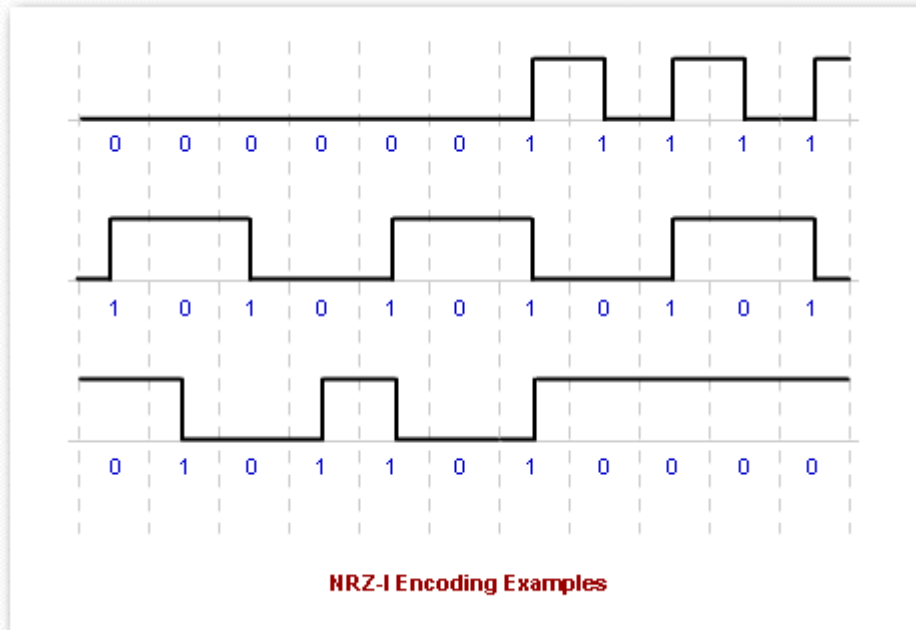 0 0 0 0 0 0 1 1 1 1 1
1 0 1 0 1 0 1 0 1 0 1
0 1 0 1 1 0 1 0 0 0 0
NRZ-I Encoding Examples